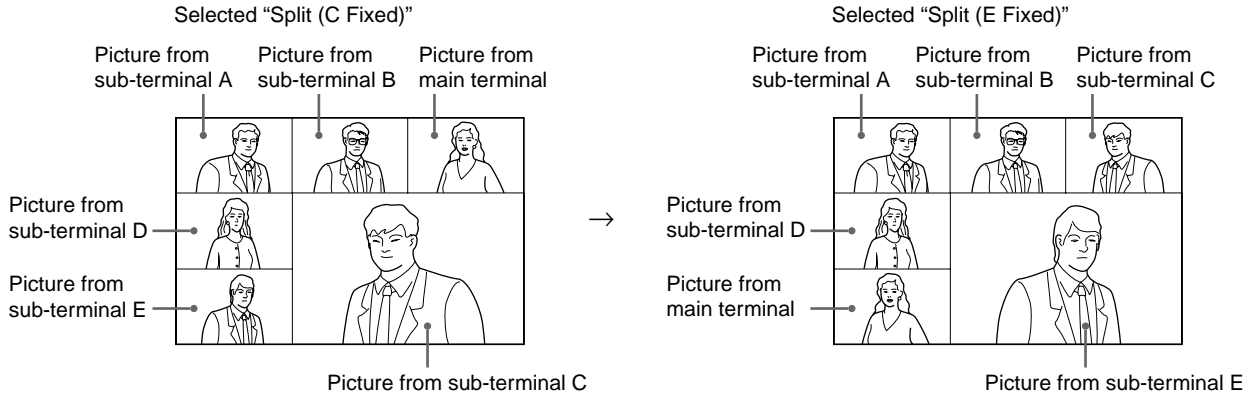 Selected “Split (C Fixed)”
Picture from
sub-terminal A
Picture from
sub-terminal B
Picture from
main terminal
Picture from
sub-terminal D
Picture from
sub-terminal E
Picture from sub-terminal C
→
Selected “Split (E Fixed)”
Picture from
sub-terminal A
Picture from
sub-terminal B
Picture from
sub-terminal C
Picture from
sub-terminal D
Picture from
main terminal
Picture from sub-terminal E